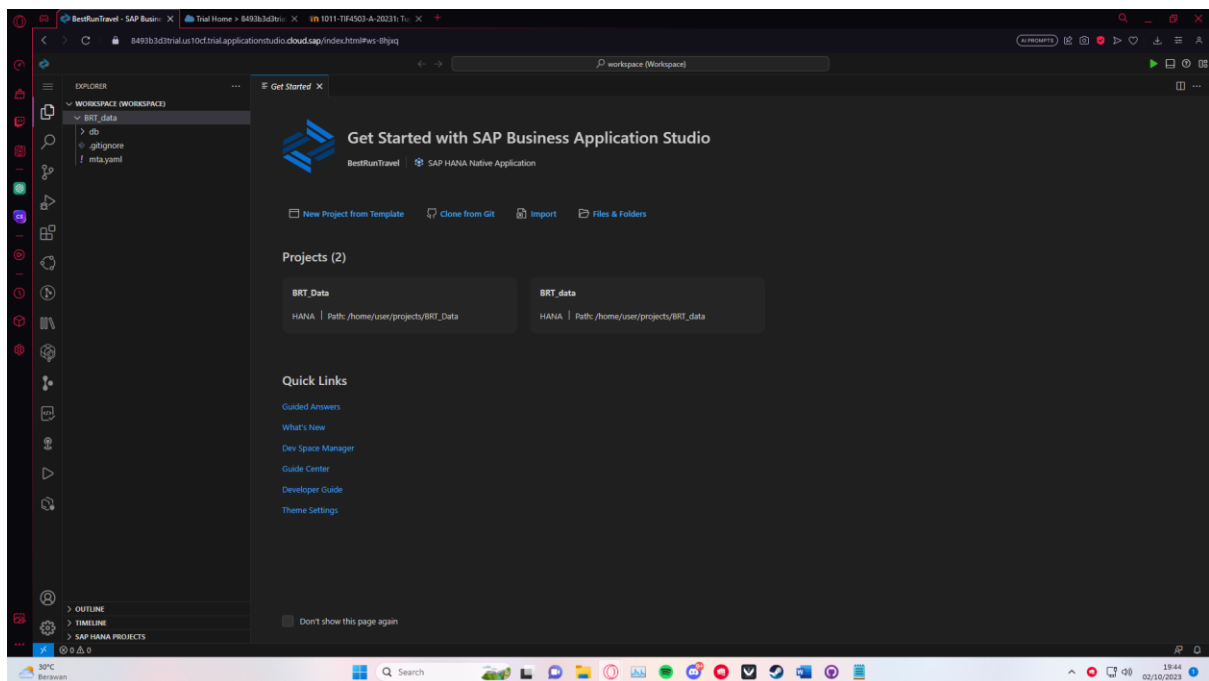 BestRunTravel - SAP Busine
Trial Home > 8493b3d3tria
1011-TIF4503-A-20231: Tu
8493b3d3trial.us10cf.trial.applicationstudio.cloud.sap/index.html#ws-8hjxq
AI PROMPTS
workspace (Workspace)
EXPLORER
Get Started
WORKSPACE (WORKSPACE)
BRT_data
db
.gitignore
! mta.yaml
Get Started with SAP Business Application Studio
BestRunTravel
SAP HANA Native Application
New Project from Template
Clone from Git
Import
Files & Folders
Projects (2)
BRT_Data
HANA | Path: /home/user/projects/BRT_Data
BRT_data
HANA | Path: /home/user/projects/BRT_data
Quick Links
Guided Answers
What's New
Dev Space Manager
Guide Center
Developer Guide
Theme Settings
Don't show this page again
OUTLINE
TIMELINE
SAP HANA PROJECTS
0 0
30°C
Berawan
Search
19:44
02/10/2023